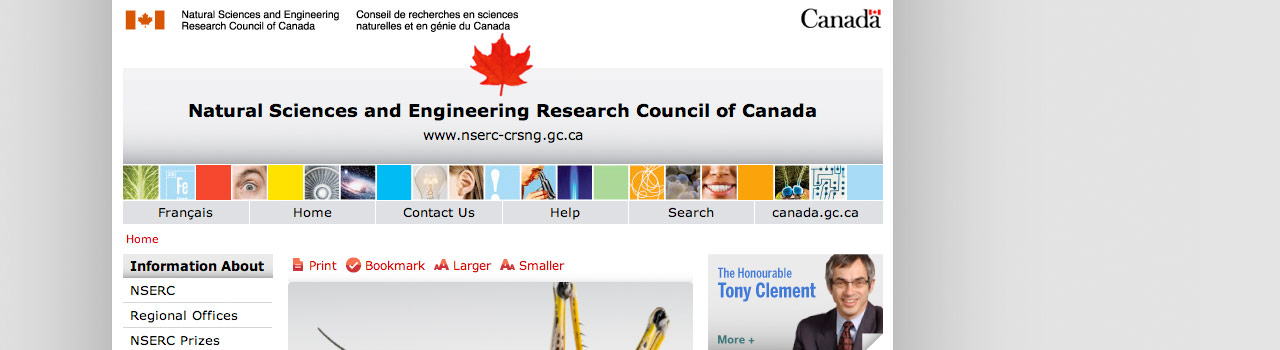 Natural Sciences and Engineering
Research Council of Canada
Conseil de recherches en sciences
naturelles et en génie du Canada
Canada
Natural Sciences and Engineering Research Council of Canada
www.nserc-crsng.gc.ca
Fe
!
Français
Home
Contact Us
Help
Search
canada.gc.ca
Home
Information About
NSERC
Regional Offices
NSERC Prizes
Print
Bookmark
A A Larger
A A Smaller
The Honourable
Tony Clement
More +